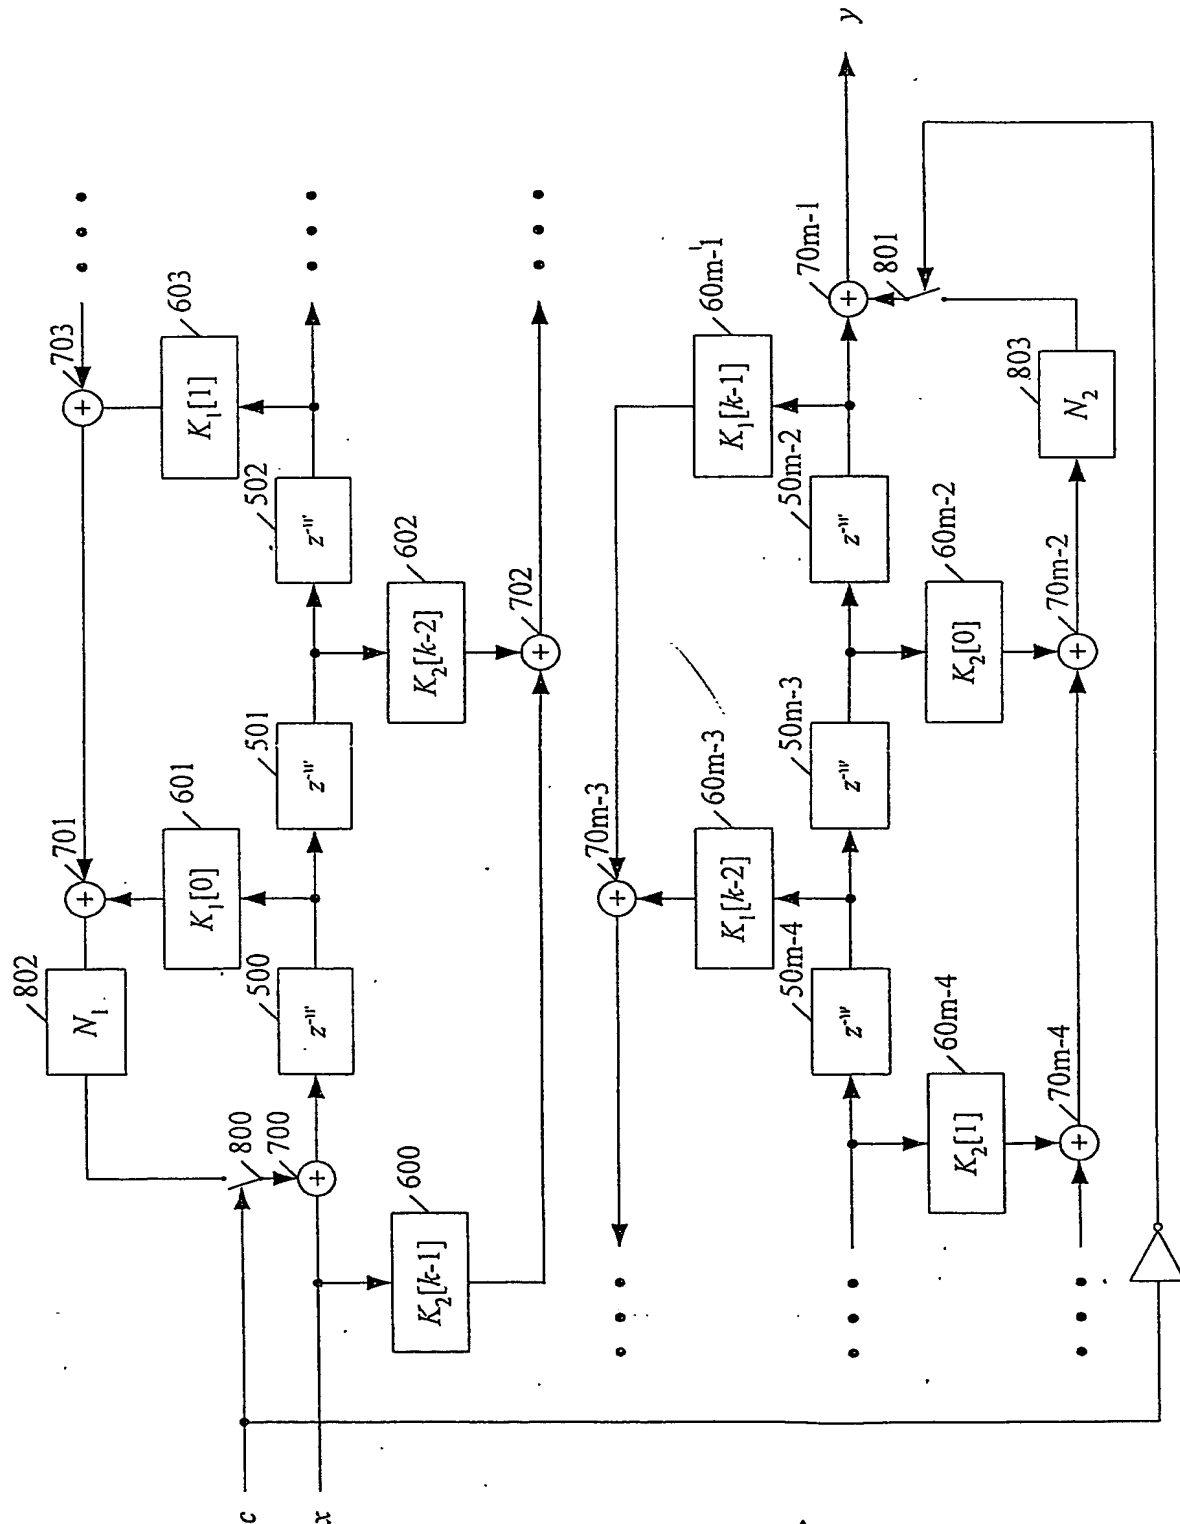 802
701
703
N₁
601
603
K₁[0]
K₁[1]
c
800
500
501
502
700
x
z⁻ʷ
z⁻ʷ
z⁻ʷ
600
602
K₂[k-1]
K₂[k-2]
702
70m-3
60m-3
60m-1
K₁[k-2]
K₁[k-1]
50m-4
50m-3
50m-2
70m-1
z⁻ʷ
z⁻ʷ
z⁻ʷ
y
801
60m-4
60m-2
K₂[1]
K₂[0]
803
70m-4
70m-2
N₂